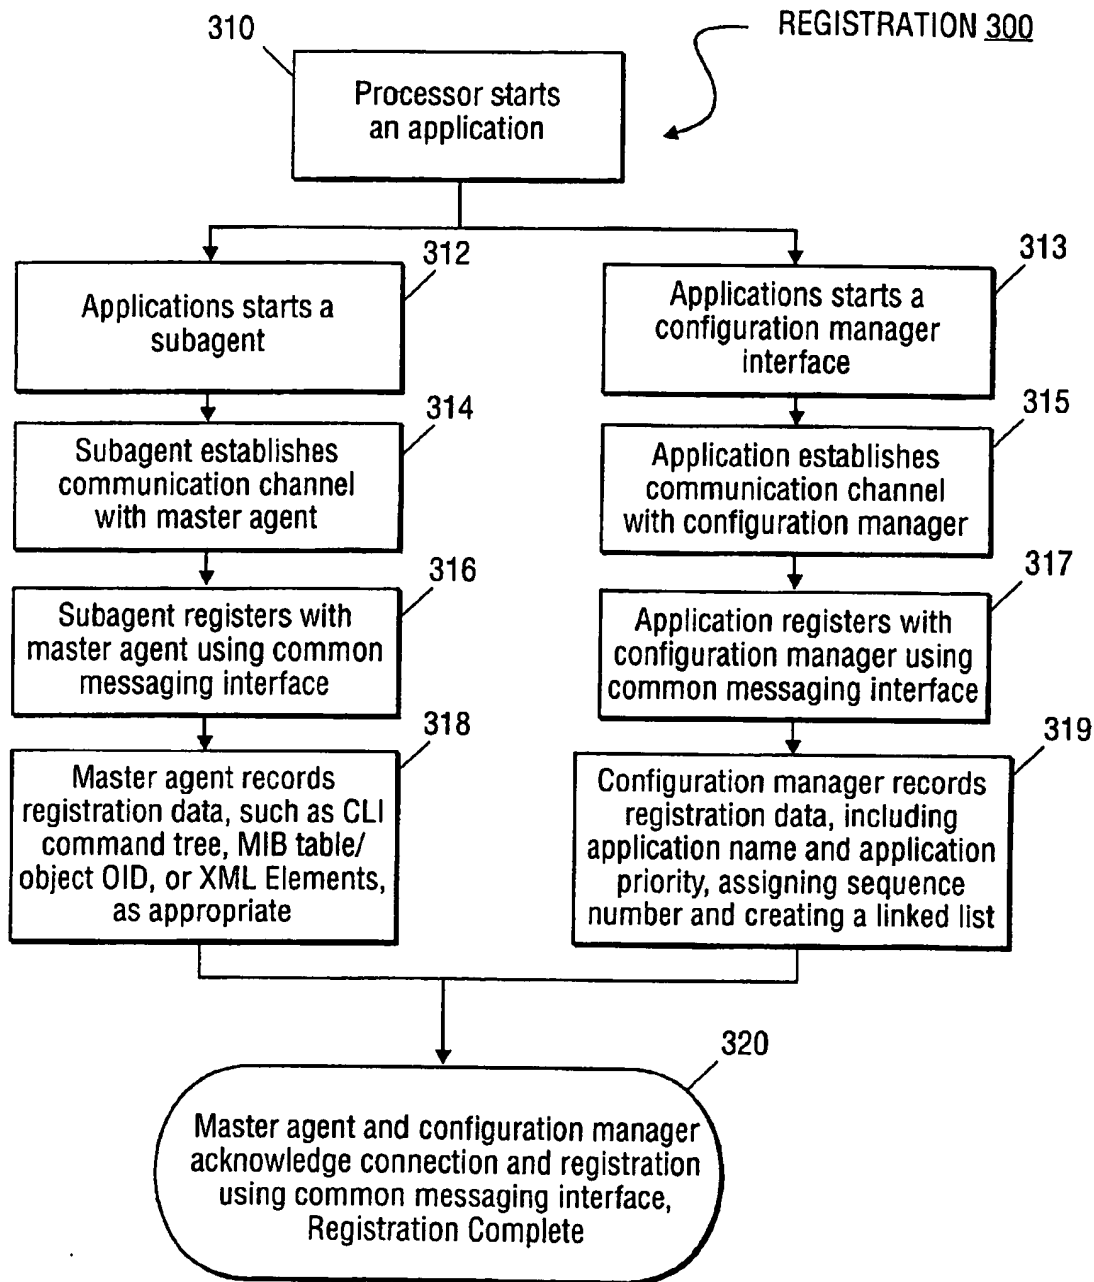 310
REGISTRATION 300
Processor starts
an application
312
Applications starts a
subagent
313
Applications starts a
configuration manager
interface
314
Subagent establishes
communication channel
with master agent
315
Application establishes
communication channel
with configuration manager
316
Subagent registers with
master agent using common
messaging interface
317
Application registers with
configuration manager using
common messaging interface
318
Master agent records
registration data, such as CLI
command tree, MIB table/
object OID, or XML Elements,
as appropriate
319
Configuration manager records
registration data, including
application name and application
priority, assigning sequence
number and creating a linked list
320
Master agent and configuration manager
acknowledge connection and registration
using common messaging interface,
Registration Complete